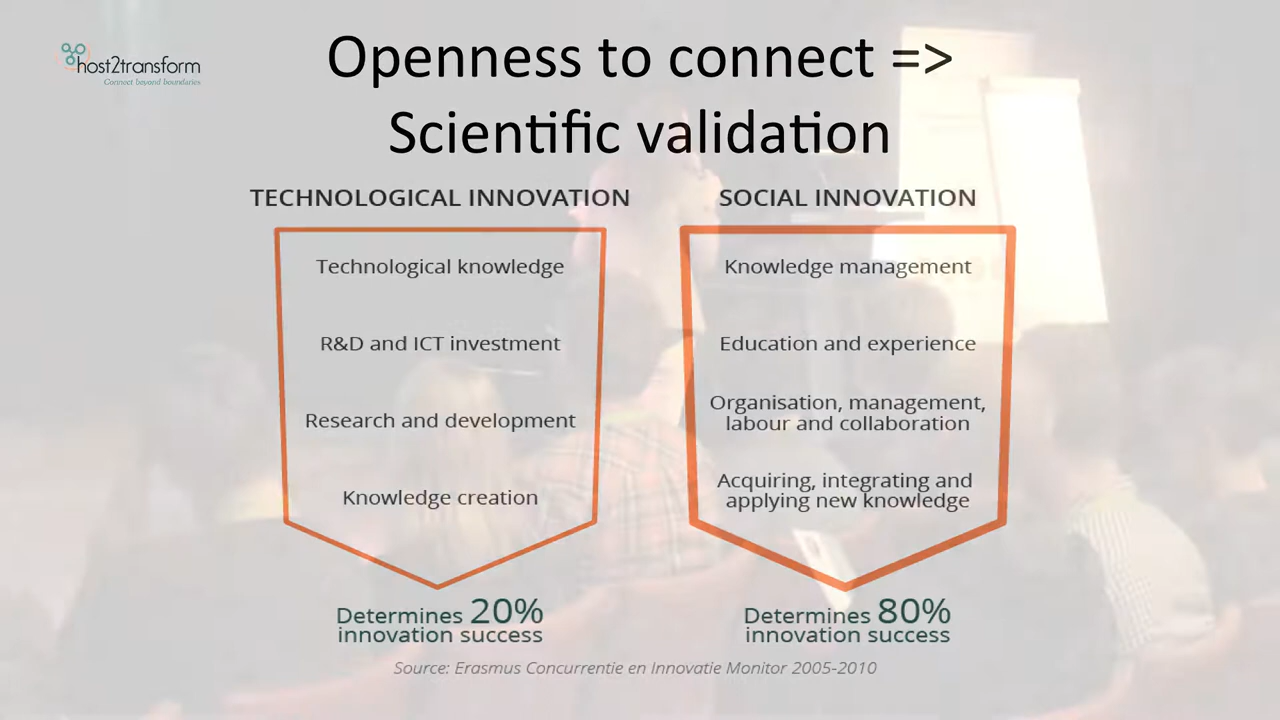 host2transform
Connect beyond boundaries
Openness to connect =>
Scientific validation
TECHNOLOGICAL INNOVATION
Technological knowledge
R&D and ICT investment
Research and development
Knowledge creation
Determines 20%
innovation success
SOCIAL INNOVATION
Knowledge management
Education and experience
Organisation, management,
labour and collaboration
Acquiring, integrating and
applying new knowledge
Determines 80%
innovation success
Source: Erasmus Concurrentie en Innovatie Monitor 2005-2010